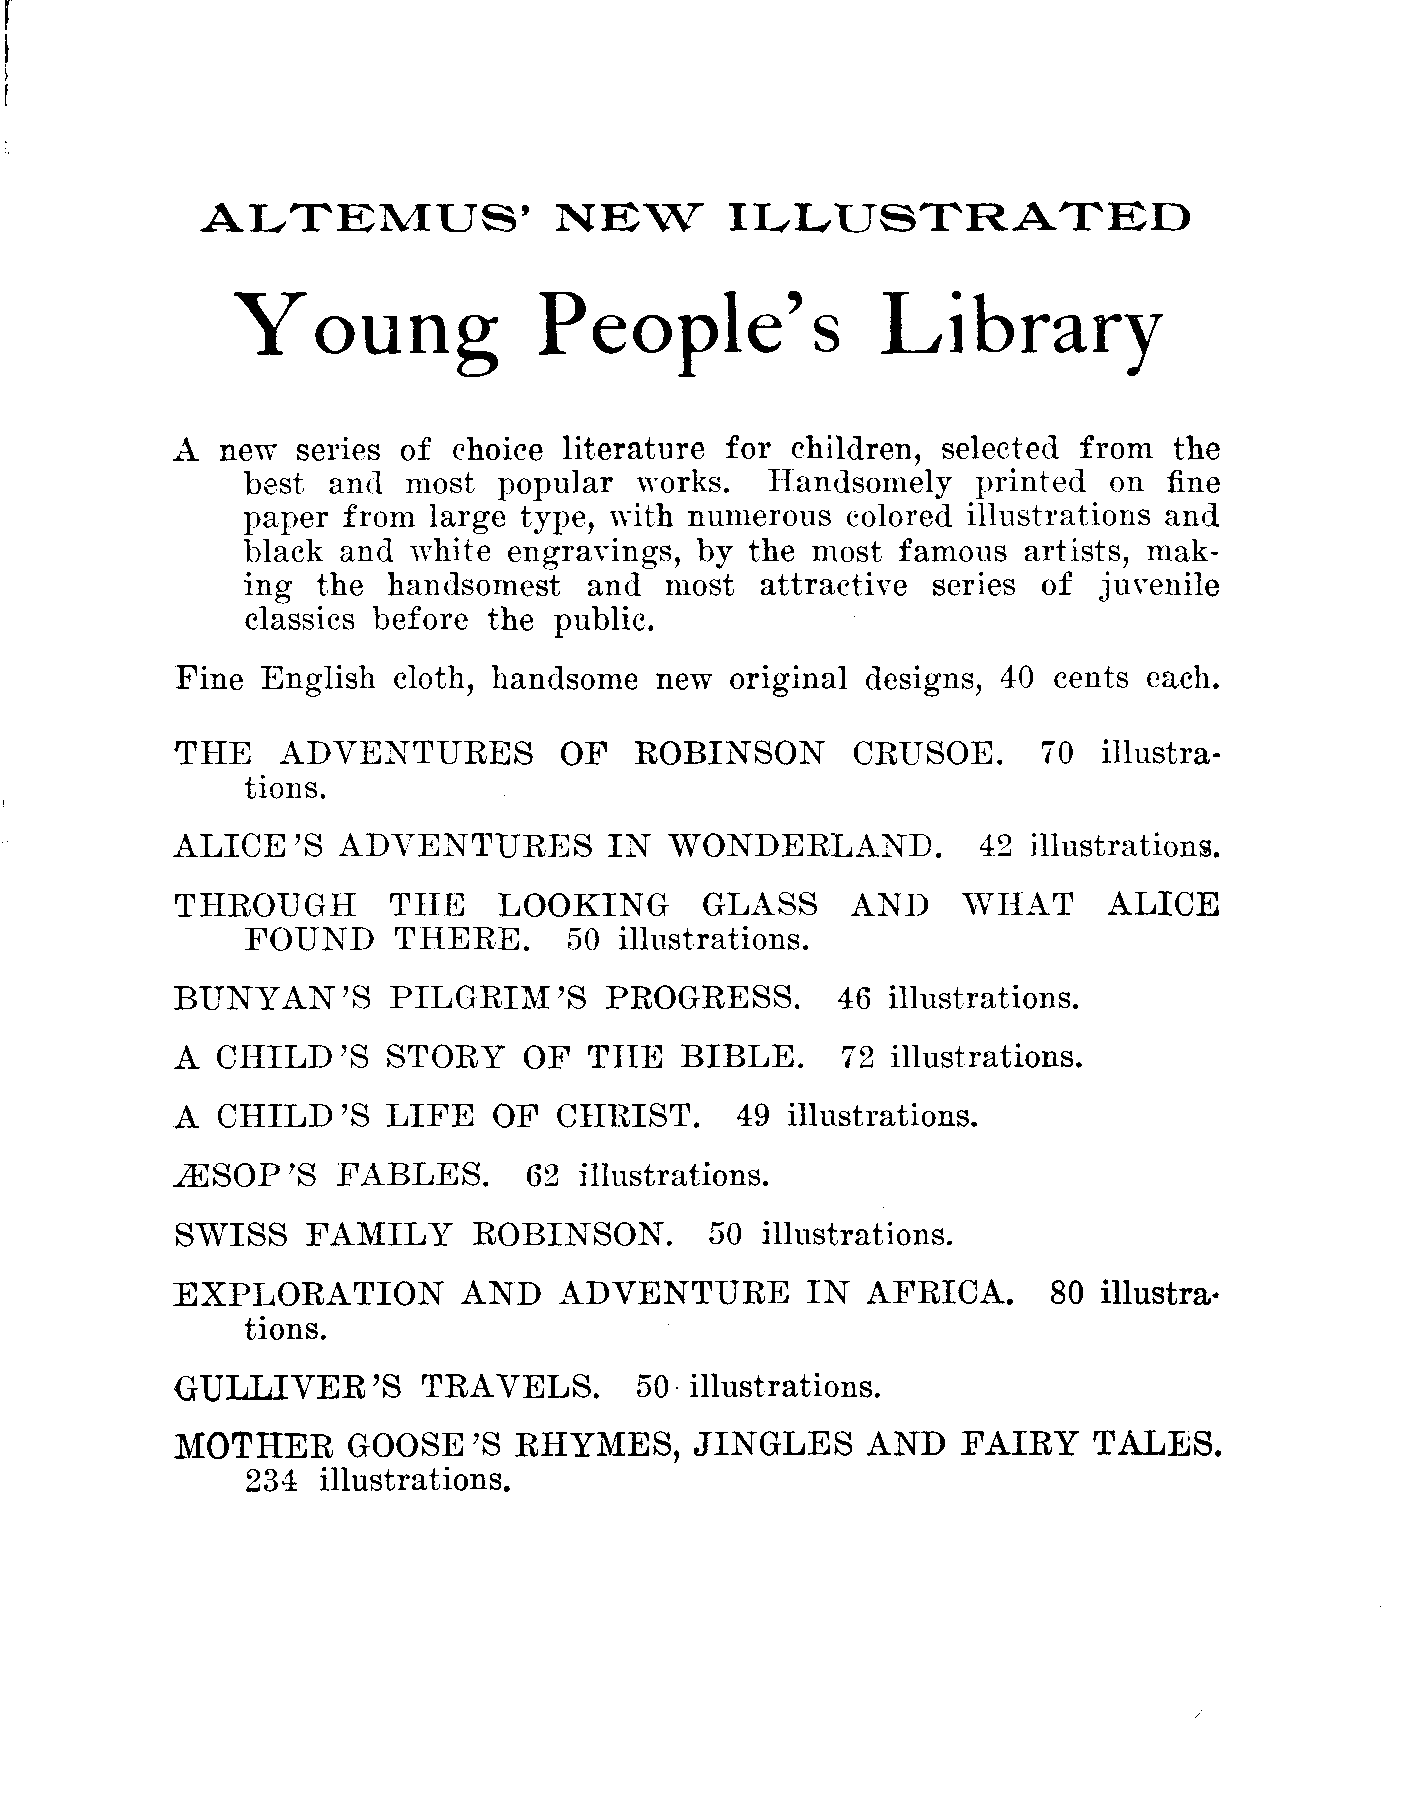 ALTEMUS’ NEW ILLUSTRATED
Young People’s Library
A new series of choice literature for children, selected from the
best and most popular works. Handsomely printed on fine
paper from large type, with numerous colored illustrations and
black and white engravings, by the most famous artists, mak-
ing the handsomest and most attractive series of juvenile
classics before the public.
Fine English cloth, handsome new original designs, 40 cents each.
THE ADVENTURES OF ROBINSON CRUSOE. 70 illustra-
tions.
ALICE’S ADVENTURES IN WONDERLAND. 42 illustrations.
THROUGH THE LOOKING GLASS AND WHAT ALICE
FOUND THERE. 50 illustrations.
BUNYAN’S PILGRIM’S PROGRESS. 46 illustrations.
A CHILD’S STORY OF THE BIBLE. 72 illustrations.
A CHILD’S LIFE OF CHRIST. 49 illustrations.
ÆSOP’S FABLES. 62 illustrations.
SWISS FAMILY ROBINSON. 50 illustrations.
EXPLORATION AND ADVENTURE IN AFRICA. 80 illustra-
tions.
GULLIVER’S TRAVELS. 50 illustrations.
MOTHER GOOSE’S RHYMES, JINGLES AND FAIRY TALES.
234 illustrations.